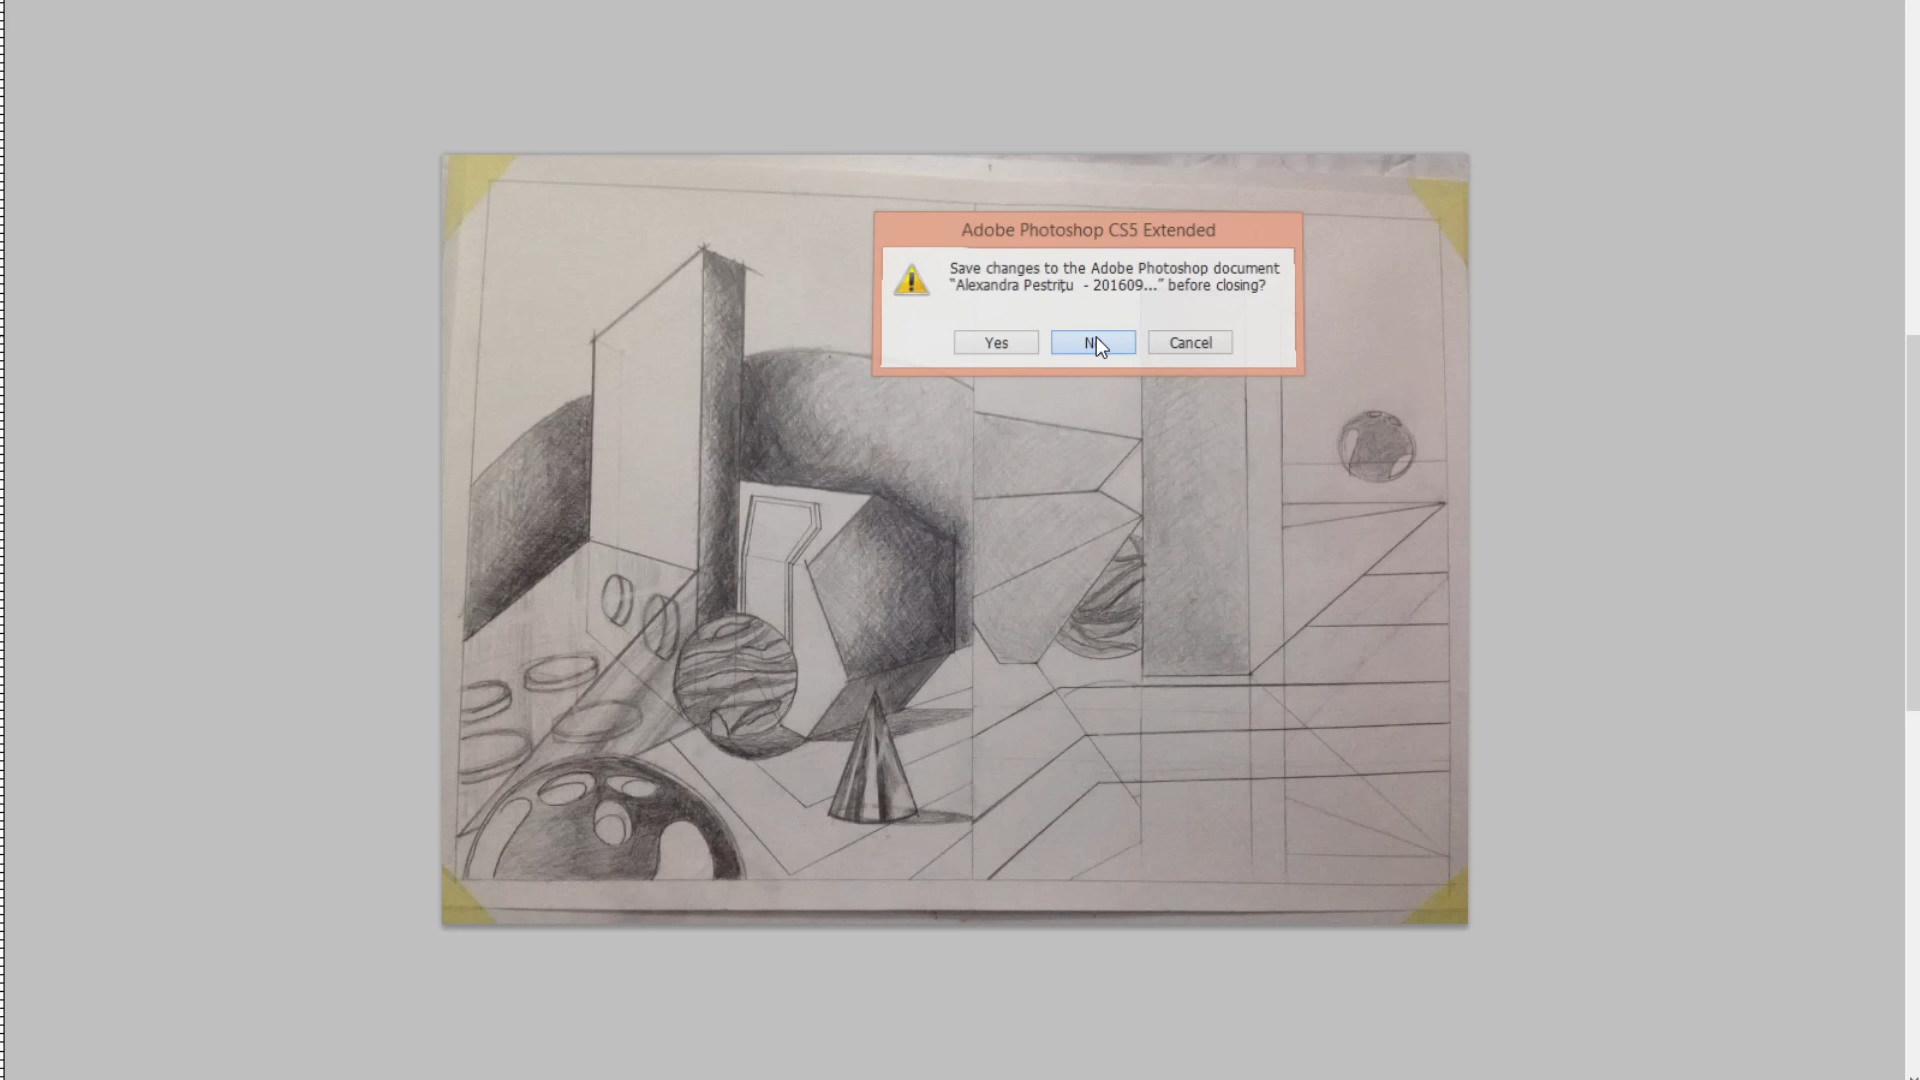 Adobe Photoshop CS5 Extended
Save changes to the Adobe Photoshop document
“Alexandra Pestrițu - 201609...” before closing?
Yes
Cancel